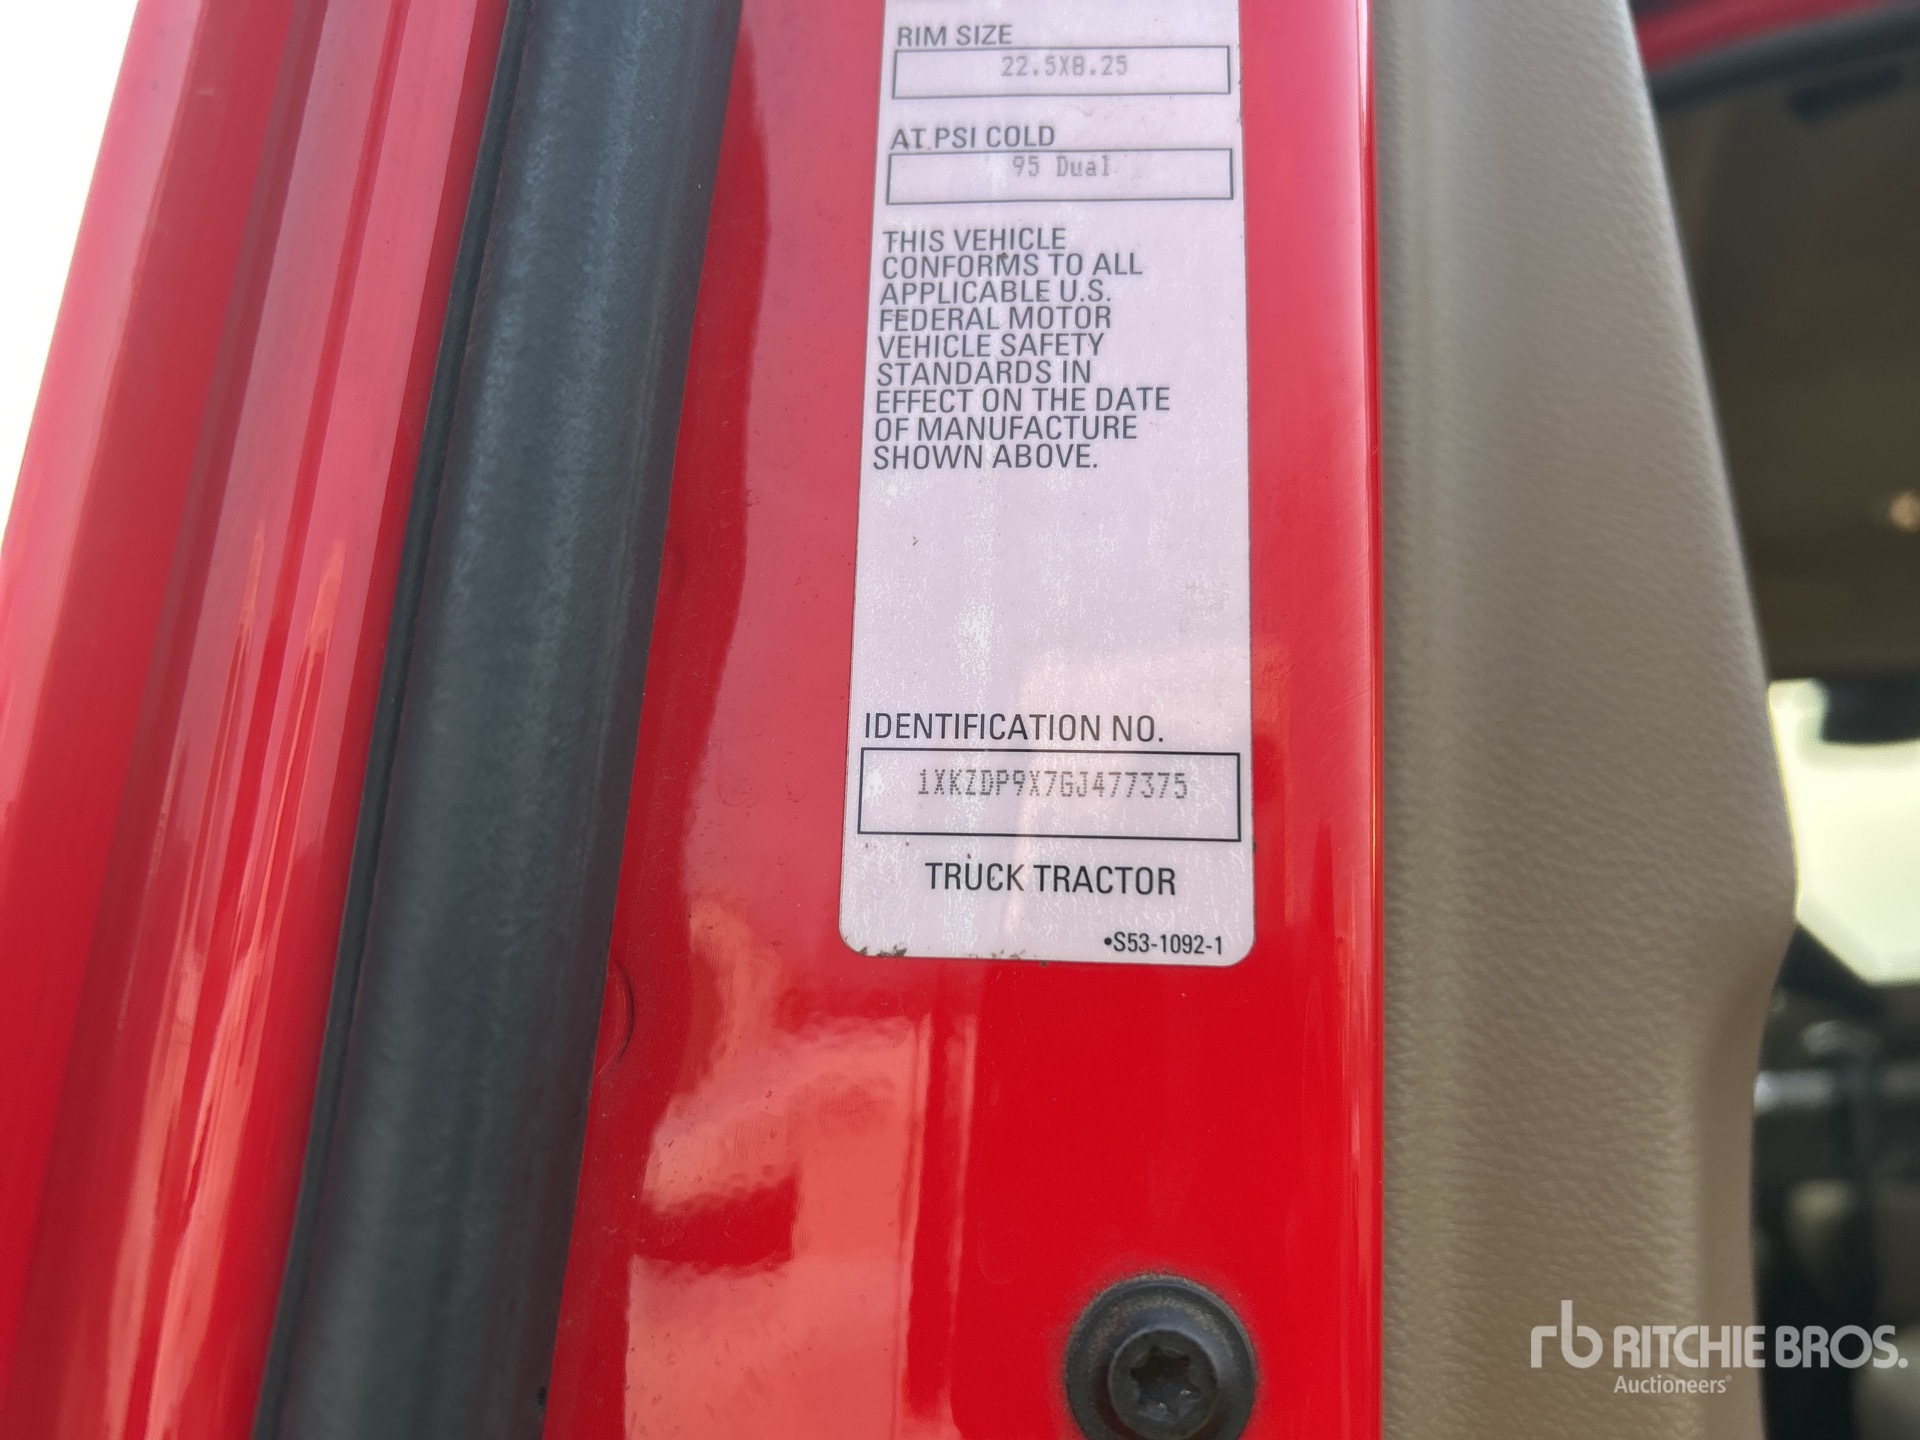 RIM SIZE
22.5X8.25
AT PSI COLD
95 Dual
THIS VEHICLE
CONFORMS TO ALL
APPLICABLE U.S.
FEDERAL MOTOR
VEHICLE SAFETY
STANDARDS IN
EFFECT ON THE DATE
OF MANUFACTURE
SHOWN ABOVE.
IDENTIFICATION NO.
1XKZDP9X7GJ477375
TRUCK TRACTOR
•S53-1092-1
rb RITCHIE BROS.
Auctioneers